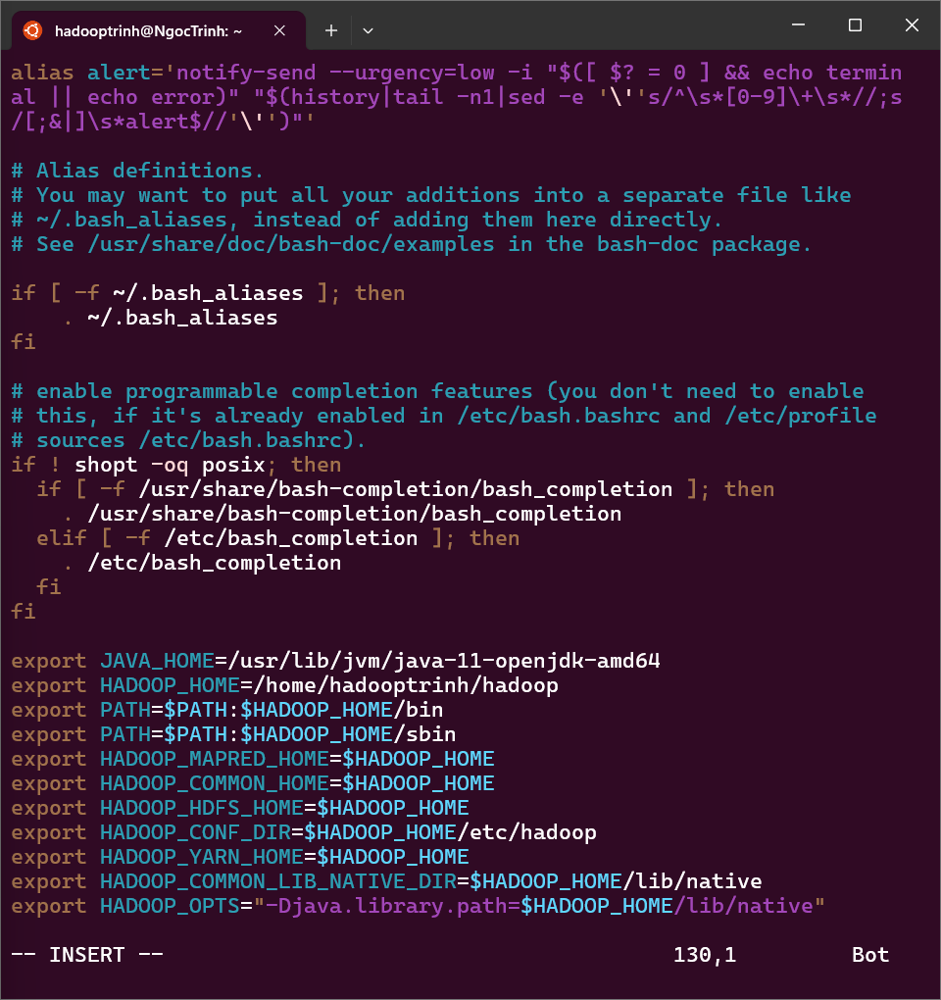 hadooptrinh@NgocTrinh: ~
alias alert='notify-send --urgency=low -i "$([ $? = 0 ] && echo termin
al || echo error)" "$(history|tail -n1|sed -e '\''s/^\s*[0-9]\+\s*//;s
/[;&|]\s*alert$//'\'')"'
# Alias definitions.
# You may want to put all your additions into a separate file like
# ~/.bash_aliases, instead of adding them here directly.
# See /usr/share/doc/bash-doc/examples in the bash-doc package.
if [ -f ~/.bash_aliases ]; then
    . ~/.bash_aliases
fi
# enable programmable completion features (you don't need to enable
# this, if it's already enabled in /etc/bash.bashrc and /etc/profile
# sources /etc/bash.bashrc).
if ! shopt -oq posix; then
  if [ -f /usr/share/bash-completion/bash_completion ]; then
    . /usr/share/bash-completion/bash_completion
  elif [ -f /etc/bash_completion ]; then
    . /etc/bash_completion
  fi
fi
export JAVA_HOME=/usr/lib/jvm/java-11-openjdk-amd64
export HADOOP_HOME=/home/hadooptrinh/hadoop
export PATH=$PATH:$HADOOP_HOME/bin
export PATH=$PATH:$HADOOP_HOME/sbin
export HADOOP_MAPRED_HOME=$HADOOP_HOME
export HADOOP_COMMON_HOME=$HADOOP_HOME
export HADOOP_HDFS_HOME=$HADOOP_HOME
export HADOOP_CONF_DIR=$HADOOP_HOME/etc/hadoop
export HADOOP_YARN_HOME=$HADOOP_HOME
export HADOOP_COMMON_LIB_NATIVE_DIR=$HADOOP_HOME/lib/native
export HADOOP_OPTS="-Djava.library.path=$HADOOP_HOME/lib/native"
-- INSERT -- 130,1 Bot